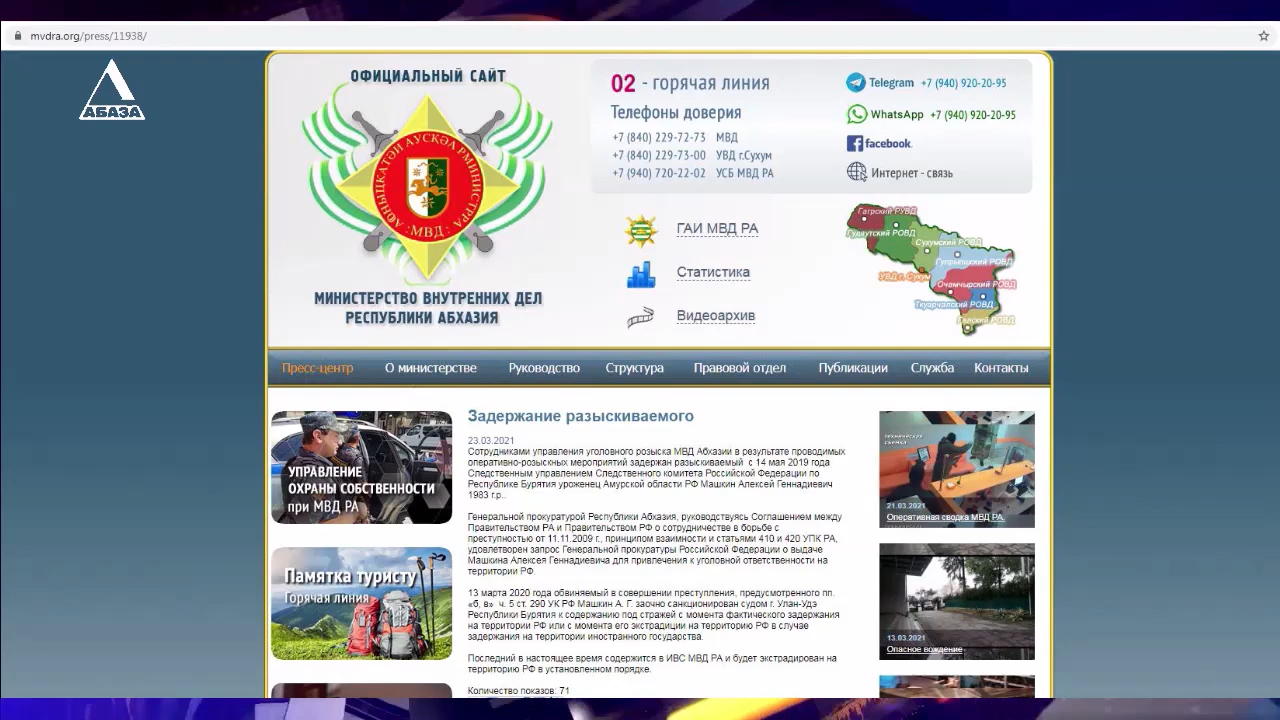 mvdra.org/press/11938/
АБАЗА
ОФИЦИАЛЬНЫЙ САЙТ
МВД
МИНИСТЕРСТВО ВНУТРЕННИХ ДЕЛ
РЕСПУБЛИКИ АБХАЗИЯ
02 - горячая линия
Телефоны доверия
+7 (840) 229-72-73 МВД
+7 (840) 229-73-00 УВД г.Сухум
+7 (940) 720-22-02 УСБ МВД РА
Telegram +7 (940) 920-20-95
WhatsApp +7 (940) 920-20-95
facebook.
Интернет - связь
ГАИ МВД РА
Статистика
Видеоархив
Гагрский РУВД
Гудаутский РОВД
Сухумский РОВД
Гулрыпшский РОВД
УВД г. Сухум
Очамчырский РОВД
Ткуарчалский РОВД
Галский РОВД
Пресс-центр О министерстве Руководство Структура Правовой отдел Публикации Служба Контакты
УПРАВЛЕНИЕ
ОХРАНЫ СОБСТВЕННОСТИ
при МВД РА
Памятка туристу
Горячая линия
Задержание разыскиваемого
23.03.2021
Сотрудниками управления уголовного розыска МВД Абхазии в результате проводимых
оперативно-розыскных мероприятий задержан разыскиваемый с 14 мая 2019 года
Следственным управлением Следственного комитета Российской Федерации по
Республике Бурятия уроженец Амурской области РФ Машкин Алексей Геннадиевич
1983 г.р..
Генеральной прокуратурой Республики Абхазия, руководствуясь Соглашением между
Правительством РА и Правительством РФ о сотрудничестве в борьбе с
преступностью от 11.11.2009 г., принципом взаимности и статьями 410 и 420 УПК РА,
удовлетворен запрос Генеральной прокуратуры Российской Федерации о выдаче
Машкина Алексея Геннадиевича для привлечения к уголовной ответственности на
территории РФ.
13 марта 2020 года обвиняемый в совершении преступления, предусмотренного пп.
«б, в» ч. 5 ст. 290 УК РФ Машкин А. Г. заочно санкционирован судом г. Улан-Удэ
Республики Бурятия к содержанию под стражей с момента фактического задержания
на территории РФ или с момента его экстрадиции на территорию РФ в случае
задержания на территории иностранного государства.
Последний в настоящее время содержится в ИВС МВД РА и будет экстрадирован на
территорию РФ в установленном порядке.
Количество показов: 71
техническая
съемка
21.03.2021
Оперативная сводка МВД РА.
13.03.2021
Опасное вождение